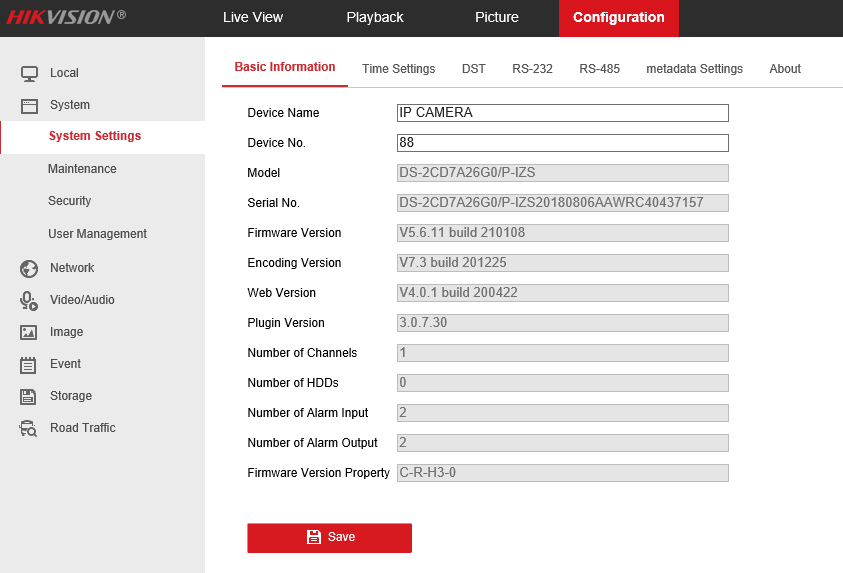 HIKVISION®
Live View Playback Picture Configuration
Local
System
System Settings
Maintenance
Security
User Management
Network
Video/Audio
Image
Event
Storage
Road Traffic
Basic Information Time Settings DST RS-232 RS-485 metadata Settings About
Device Name IP CAMERA
Device No. 88
Model DS-2CD7A26G0/P-IZS
Serial No. DS-2CD7A26G0/P-IZS20180806AAWRC40437157
Firmware Version V5.6.11 build 210108
Encoding Version V7.3 build 201225
Web Version V4.0.1 build 200422
Plugin Version 3.0.7.30
Number of Channels 1
Number of HDDs 0
Number of Alarm Input 2
Number of Alarm Output 2
Firmware Version Property C-R-H3-0
Save